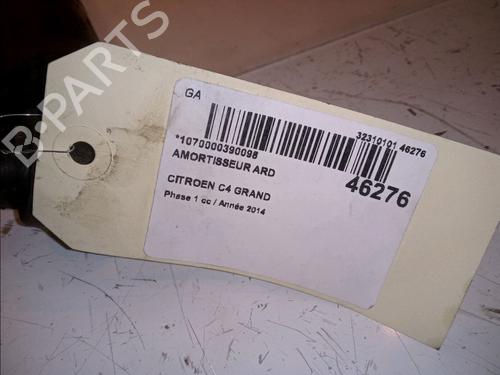 B-PARTS
GA
32310101 46276
*1070000390098
AMORTISSEUR ARD
46276
CITROEN C4 GRAND
Phase 1 cc / Année 2014